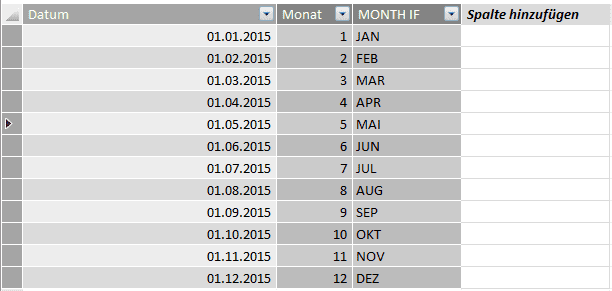 Datum Monat MONTH IF Spalte hinzufügen
01.01.2015 1 JAN
01.02.2015 2 FEB
01.03.2015 3 MAR
01.04.2015 4 APR
01.05.2015 5 MAI
01.06.2015 6 JUN
01.07.2015 7 JUL
01.08.2015 8 AUG
01.09.2015 9 SEP
01.10.2015 10 OKT
01.11.2015 11 NOV
01.12.2015 12 DEZ